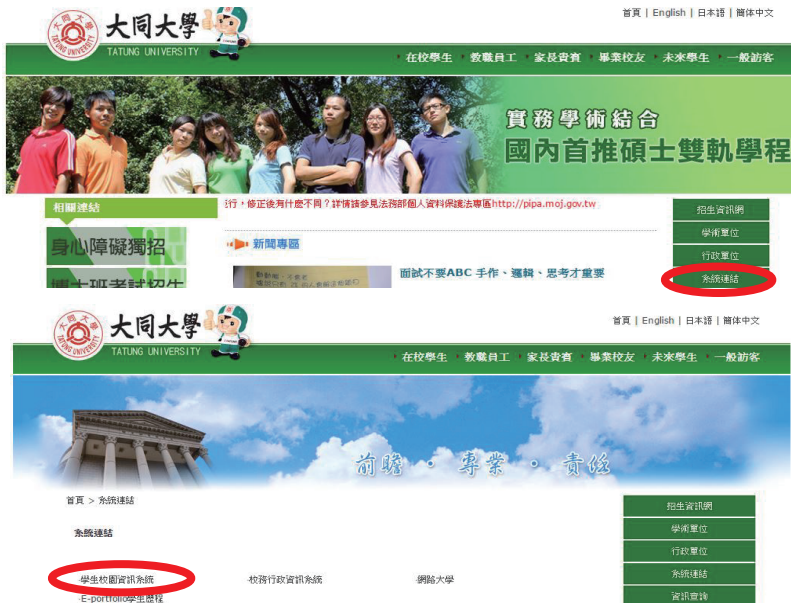 首頁 | English | 日本語 | 簡体中文
大同大學
TATUNG UNIVERSITY
在校學生 教職員工 家長貴賓 畢業校友 未來學生 一般訪客
實務學術結合
國內首推碩士雙軌學程
相關連結
行，修正後有什麼不同？詳情請參見法務部個人資料保護法專區http://pipa.moj.gov.tw
招生資訊網
身心障礙獨招
新聞專區
學術單位
行政單位
博士班考試招生
面試不要ABC 手作、邏輯、思考才重要
系統連結
首頁 | English | 日本語 | 簡体中文
大同大學
TATUNG UNIVERSITY
在校學生 教職員工 家長貴賓 畢業校友 未來學生 一般訪客
前瞻 · 專業 · 責任
首頁 > 系統連結
招生資訊網
系統連結
學術單位
行政單位
·學生校園資訊系統 ·校務行政資訊系統 ·網路大學
系統連結
·E-portfolio學生歷程
資訊查詢